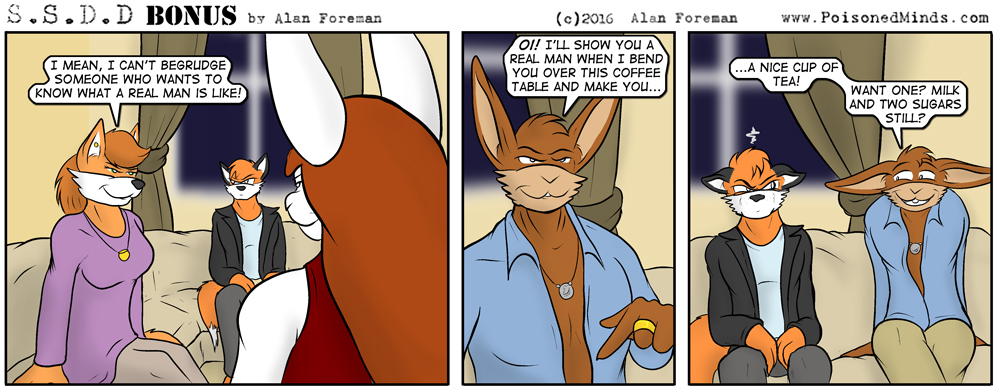 S.S.D.D BONUS by Alan Foreman (c)2016 Alan Foreman www.PoisonedMinds.com
I MEAN, I CAN'T BEGRUDGE
SOMEONE WHO WANTS TO
KNOW WHAT A REAL MAN IS LIKE!
OI! I'LL SHOW YOU A
REAL MAN WHEN I BEND
YOU OVER THIS COFFEE
TABLE AND MAKE YOU...
...A NICE CUP OF
TEA!
WANT ONE? MILK
AND TWO SUGARS
STILL?